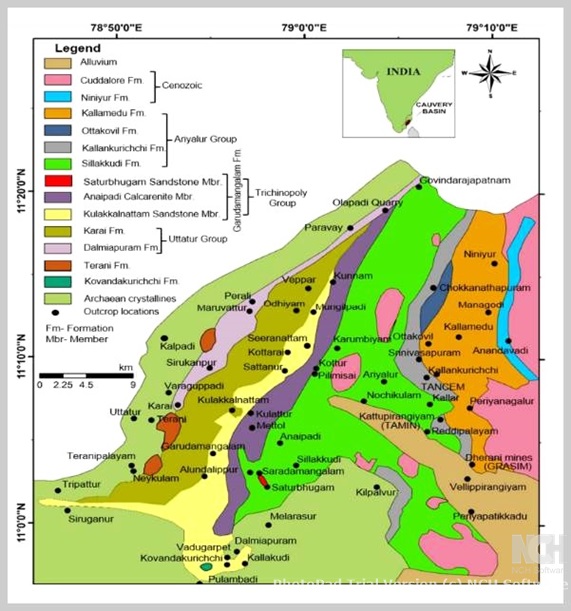 78°50'0"E 79°0'0"E 79°10'0"E
Legend
Alluvium
Cuddalore Fm.
Niniyur Fm.
Cenozoic
Kallamedu Fm.
Ottakovil Fm.
Kallankurichchi Fm.
Sillakkudi Fm.
Ariyalur Group
Saturbhugam Sandstone Mbr.
Anaipadi Calcarenite Mbr.
Kulakkalnattam Sandstone Mbr.
Garudamangalam Fm.
Trichinopoly
Group
Karai Fm.
Dalmiapuram Fm.
Uttatur Group
Terani Fm.
Kovandakurichchi Fm.
Archaean crystallines
Outcrop locations
Fm- Formation
Mbr- Member
km
0 2.25 4.5 9
INDIA
CAUVERY
BASIN
N
W E
S
11°20'0"N
11°10'0"N
11°0'0"N
Govindarajapatnam
Olapadi Quarry
Paravay
Niniyur
Kunnam
Veppar
Chokkanathapuram
Perali
Odhiyam
Maruvattur
Mungilpadi
Managodi
Kallamedu
Kalpadi
Seeranattam
Karumbiyam
Ottakovil
Anandavadi
Kottarai
Srinivasapuram
Sirukanpur
Sattanur
Kottur
Pilimisai
Kallankurichchi
Ariyalur
TANCEM
Varaguppadi
Nochikulam
Kallar
Periyanagalur
Karai
Kulakkalnattam
Uttatur
Terani
Kulattur
Kattupirangiyam
(TAMIN)
Mettol
Reddipalayam
Anaipadi
Garudamangalam
Teranipalayam
Sillakkudi
Dherani mines
(GRASIM)
Alundalippur
Saradamangalam
Neykulam
Saturbhugam
Vellippirangiyam
Tripattur
Kilpalvur
Siruganur
Melarasur
Periyapatikkadu
Dalmiapuram
Vadugarpet
Kovandakurichchi
Kallakudi
Pulambadi
NCH
NCH Software
PhotoPad Trial Version (c) NCH Software